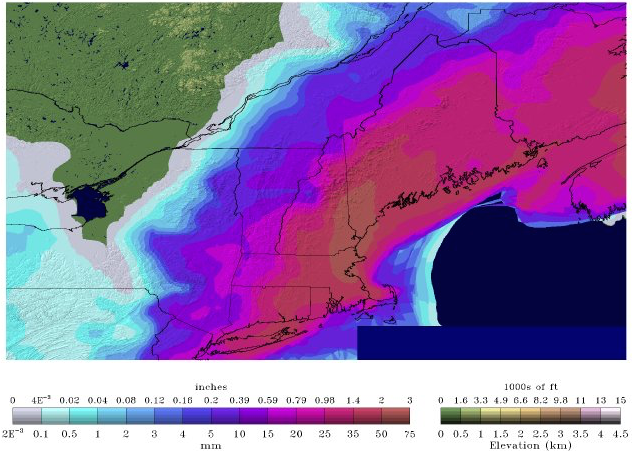 inches
0 4E⁻³ 0.02 0.04 0.08 0.12 0.16 0.2 0.39 0.59 0.79 0.98 1.4 2 3
2E⁻³ 0.1 0.5 1 2 3 4 5 10 15 20 25 35 50 75
mm
1000s of ft
0 1.6 3.3 4.9 6.6 8.2 9.8 11 13 15
0 0.5 1 1.5 2 2.5 3 3.5 4 4.5
Elevation (km)